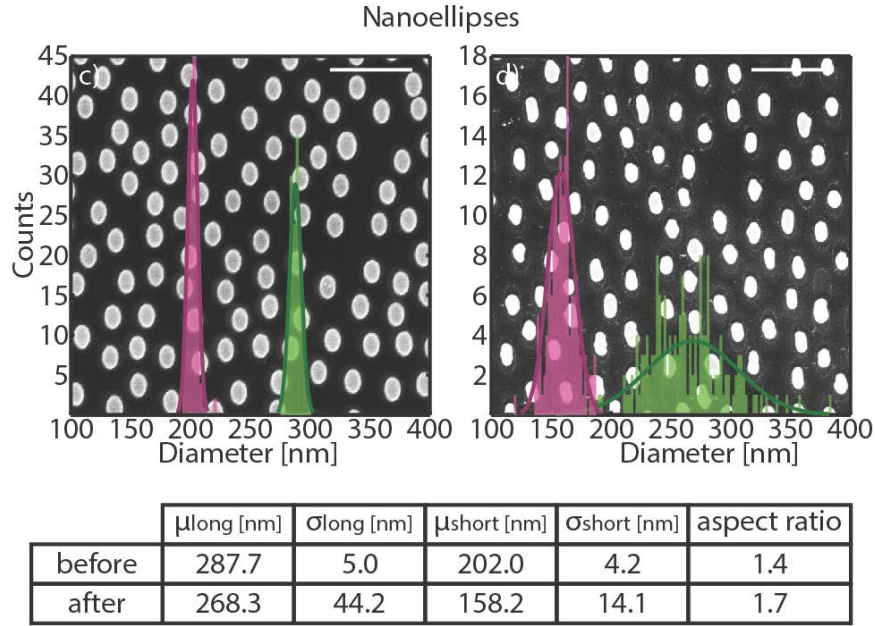 Nanoellipses
c)
d)
Counts
45
40
35
30
25
20
15
10
5
100 150 200 250 300 350 400
Diameter [nm]
18
16
14
12
10
8
6
4
2
100 150 200 250 300 350 400
Diameter [nm]
μlong [nm] σlong [nm] μshort [nm] σshort [nm] aspect ratio
before 287.7 5.0 202.0 4.2 1.4
after 268.3 44.2 158.2 14.1 1.7